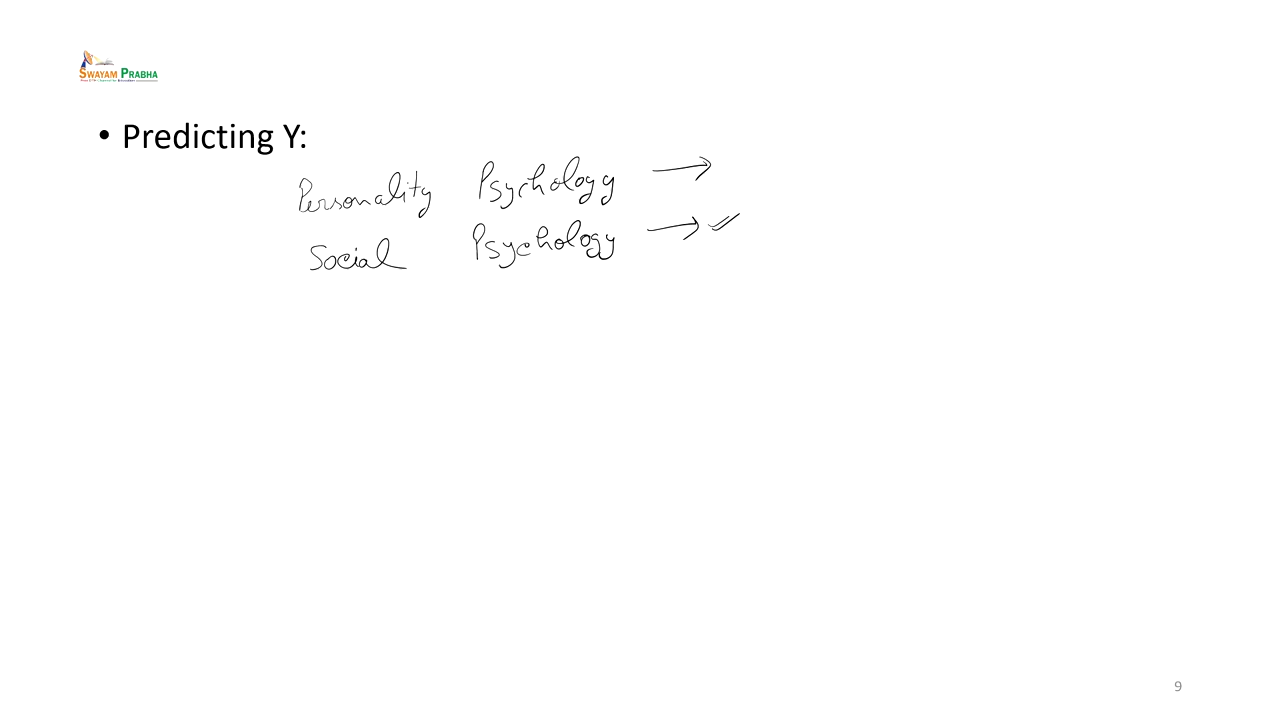 SWAYAM PRABHA
• Predicting Y:
Personality Psychology →
Social Psychology →
9